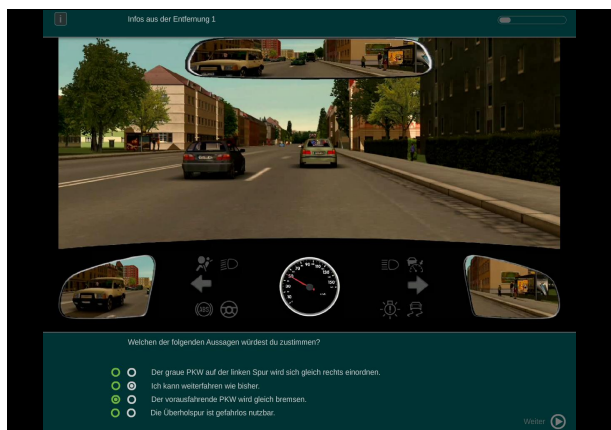 i
Infos aus der Entfernung 1
Welchen der folgenden Aussagen würdest du zustimmen?
Der graue PKW auf der linken Spur wird sich gleich rechts einordnen.
Ich kann weiterfahren wie bisher.
Der vorausfahrende PKW wird gleich bremsen.
Die Überholspur ist gefahrlos nutzbar.
Weiter